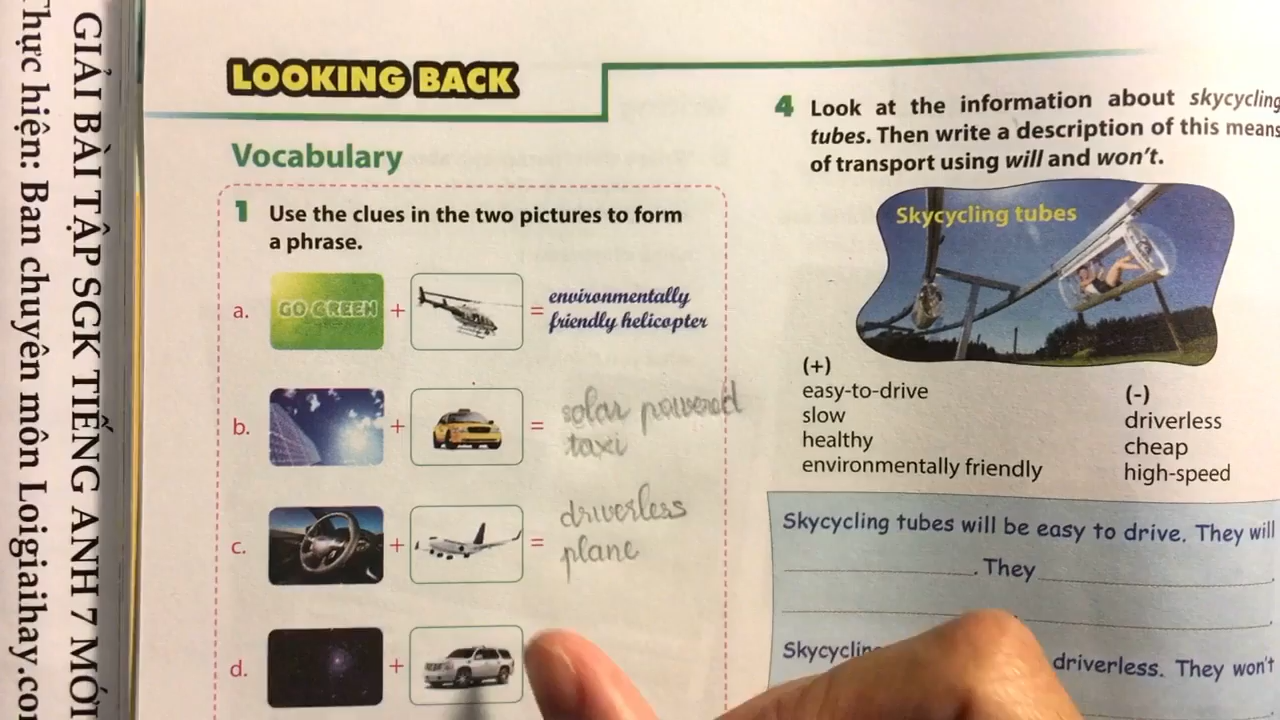 GIẢI BÀI TẬP SGK TIẾNG ANH 7 MỚI
Thực hiện: Ban chuyên môn Loigiaihay.com
LOOKING BACK
Vocabulary
1 Use the clues in the two pictures to form
a phrase.
a. GO GREEN + = environmentally
friendly helicopter
b. + = solar powered
taxi
c. + = driverless
plane
d. +
4 Look at the information about skycycling
tubes. Then write a description of this means
of transport using will and won't.
Skycycling tubes
(+)
easy-to-drive
slow
healthy
environmentally friendly
(-)
driverless
cheap
high-speed
Skycycling tubes will be easy to drive. They will
. They .
.
driverless. They won't